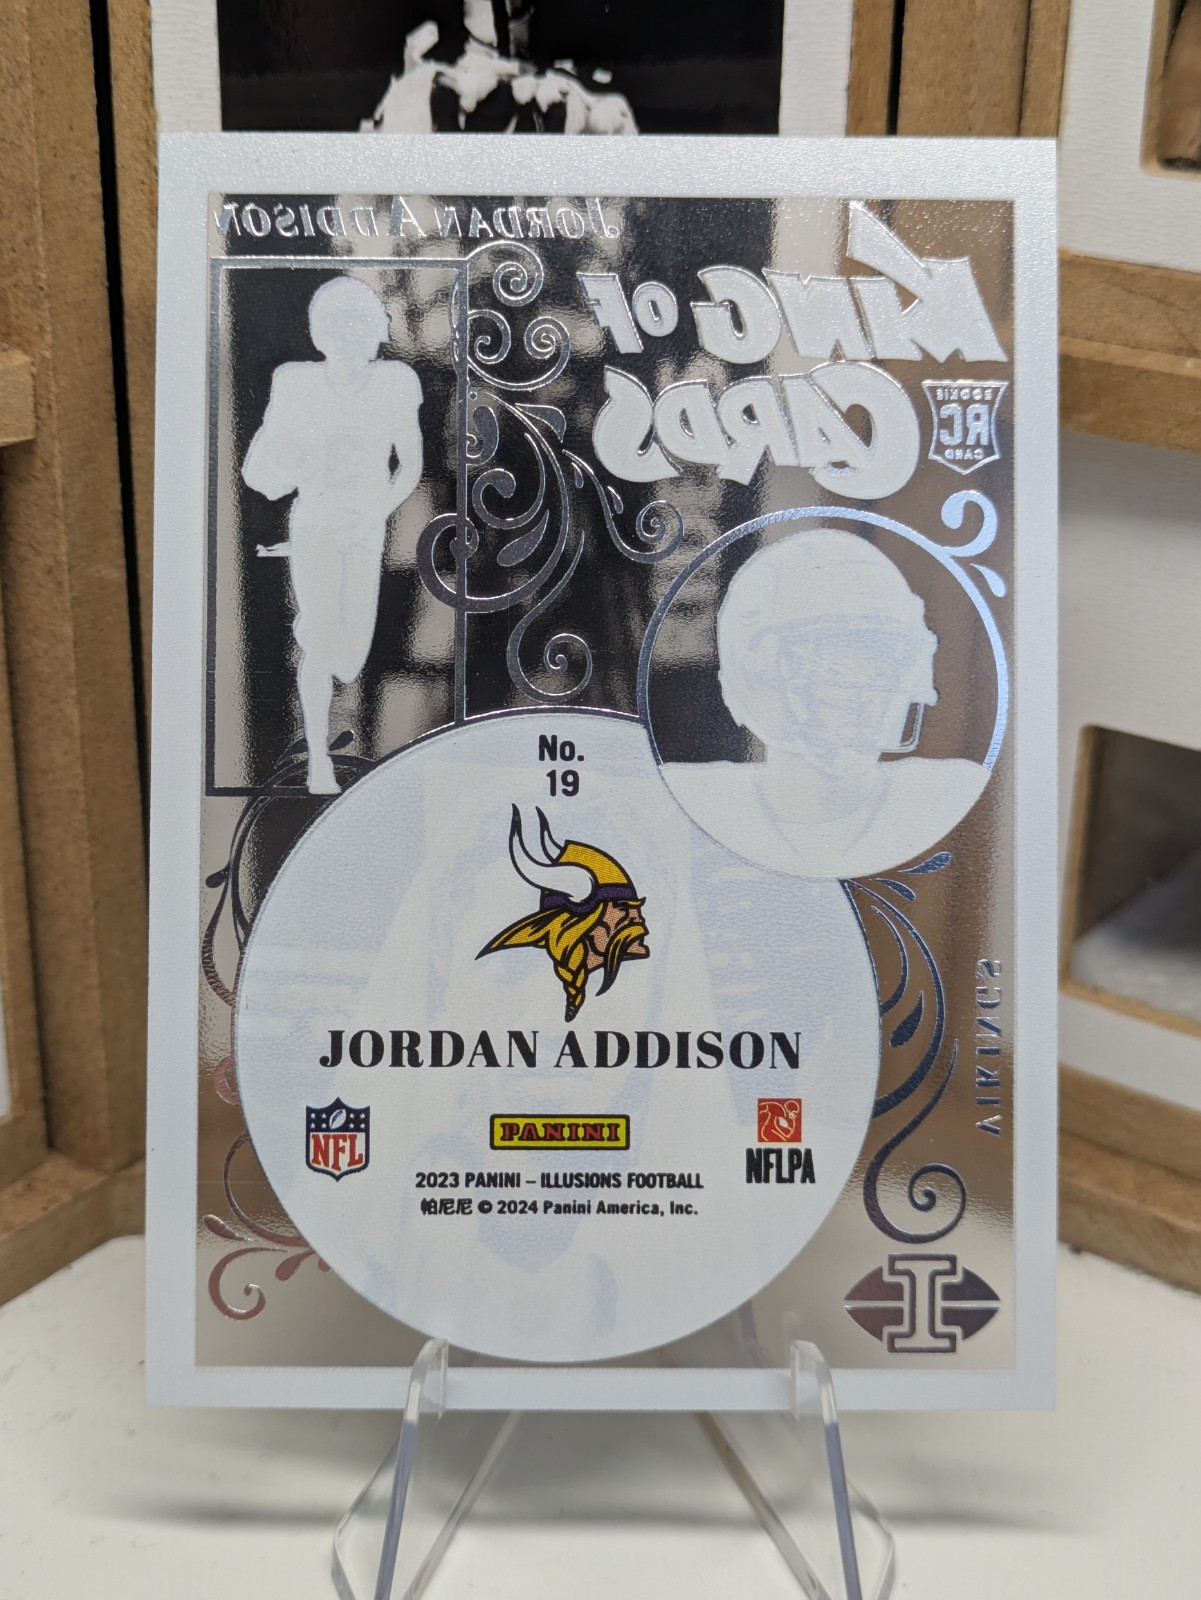 JORDAN ADDISON
KING OF
CARDS
ROOKIE
RC
CARD
No.
19
VIKINGS
JORDAN ADDISON
NFL
PANINI
NFLPA
2023 PANINI – ILLUSIONS FOOTBALL
帕尼尼 © 2024 Panini America, Inc.
I